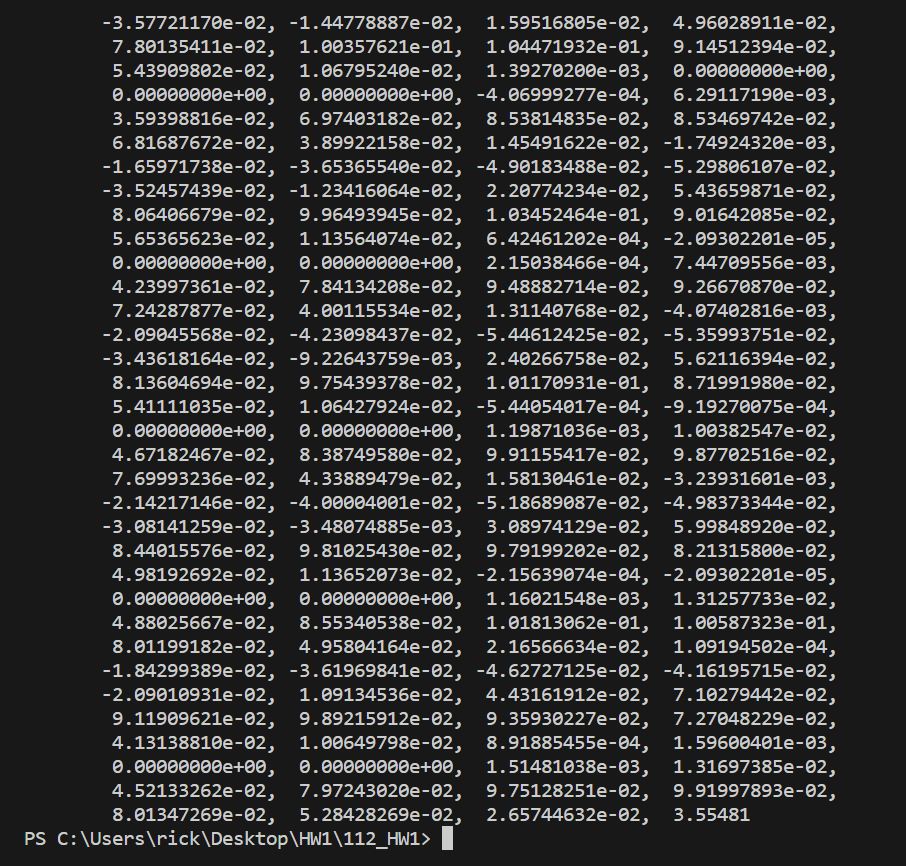 -3.57721170e-02, -1.44778887e-02, 1.59516805e-02, 4.96028911e-02,
7.80135411e-02, 1.00357621e-01, 1.04471932e-01, 9.14512394e-02,
5.43909802e-02, 1.06795240e-02, 1.39270200e-03, 0.00000000e+00,
0.00000000e+00, 0.00000000e+00, -4.06999277e-04, 6.29117190e-03,
3.59398816e-02, 6.97403182e-02, 8.53814835e-02, 8.53469742e-02,
6.81687672e-02, 3.89922158e-02, 1.45491622e-02, -1.74924320e-03,
-1.65971738e-02, -3.65365540e-02, -4.90183488e-02, -5.29806107e-02,
-3.52457439e-02, -1.23416064e-02, 2.20774234e-02, 5.43659871e-02,
8.06406679e-02, 9.96493945e-02, 1.03452464e-01, 9.01642085e-02,
5.65365623e-02, 1.13564074e-02, 6.42461202e-04, -2.09302201e-05,
0.00000000e+00, 0.00000000e+00, 2.15038466e-04, 7.44709556e-03,
4.23997361e-02, 7.84134208e-02, 9.48882714e-02, 9.26670870e-02,
7.24287877e-02, 4.00115534e-02, 1.31140768e-02, -4.07402816e-03,
-2.09045568e-02, -4.23098437e-02, -5.44612425e-02, -5.35993751e-02,
-3.43618164e-02, -9.22643759e-03, 2.40266758e-02, 5.62116394e-02,
8.13604694e-02, 9.75439378e-02, 1.01170931e-01, 8.71991980e-02,
5.41111035e-02, 1.06427924e-02, -5.44054017e-04, -9.19270075e-04,
0.00000000e+00, 0.00000000e+00, 1.19871036e-03, 1.00382547e-02,
4.67182467e-02, 8.38749580e-02, 9.91155417e-02, 9.87702516e-02,
7.69993236e-02, 4.33889479e-02, 1.58130461e-02, -3.23931601e-03,
-2.14217146e-02, -4.00004001e-02, -5.18689087e-02, -4.98373344e-02,
-3.08141259e-02, -3.48074885e-03, 3.08974129e-02, 5.99848920e-02,
8.44015576e-02, 9.81025430e-02, 9.79199202e-02, 8.21315800e-02,
4.98192692e-02, 1.13652073e-02, -2.15639074e-04, -2.09302201e-05,
0.00000000e+00, 0.00000000e+00, 1.16021548e-03, 1.31257733e-02,
4.88025667e-02, 8.55340538e-02, 1.01813062e-01, 1.00587323e-01,
8.01199182e-02, 4.95804164e-02, 2.16566634e-02, 1.09194502e-04,
-1.84299389e-02, -3.61969841e-02, -4.62727125e-02, -4.16195715e-02,
-2.09010931e-02, 1.09134536e-02, 4.43161912e-02, 7.10279442e-02,
9.11909621e-02, 9.89215912e-02, 9.35930227e-02, 7.27048229e-02,
4.13138810e-02, 1.00649798e-02, 8.91885455e-04, 1.59600401e-03,
0.00000000e+00, 0.00000000e+00, 1.51481038e-03, 1.31697385e-02,
4.52133262e-02, 7.97243020e-02, 9.75128251e-02, 9.91997893e-02,
8.01347269e-02, 5.28428269e-02, 2.65744632e-02, 3.55481
PS C:\Users\rick\Desktop\HW1\112_HW1>